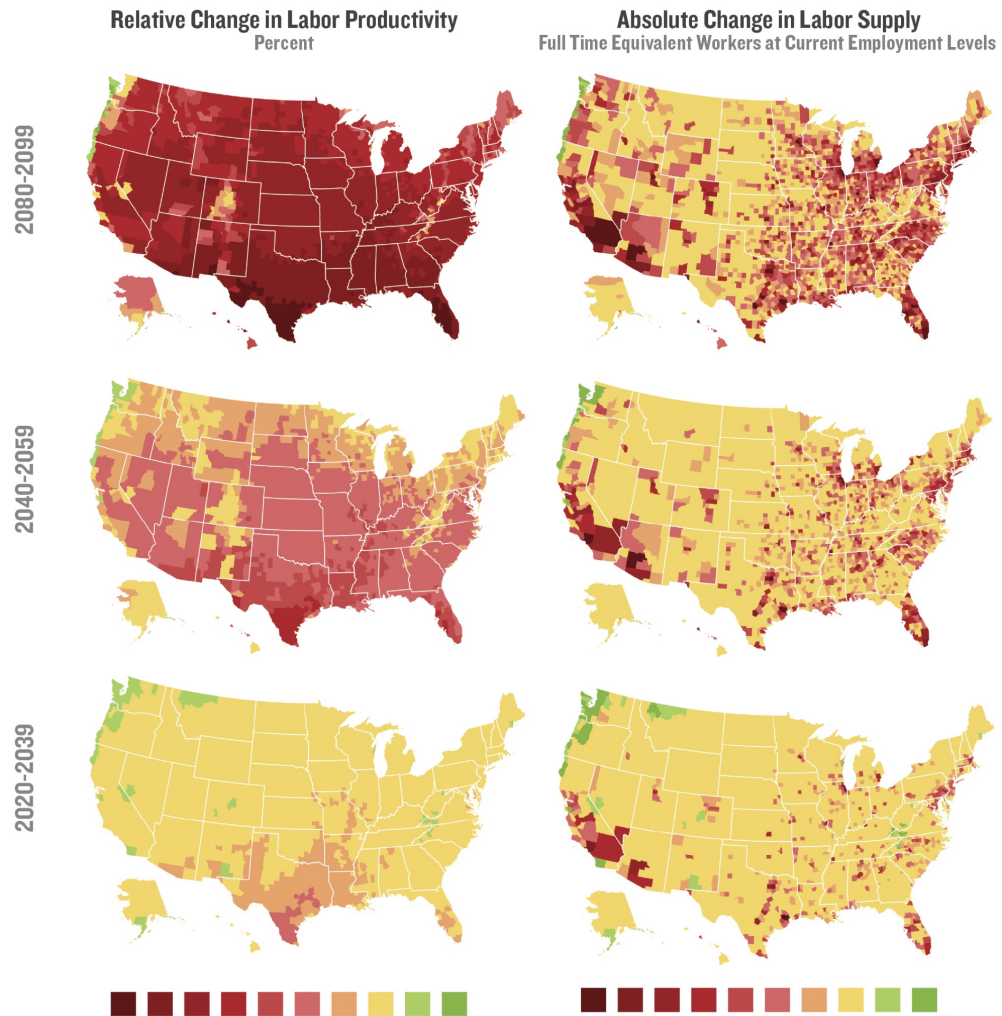 Relative Change in Labor Productivity
Percent
Absolute Change in Labor Supply
Full Time Equivalent Workers at Current Employment Levels
2080-2099
2040-2059
2020-2039